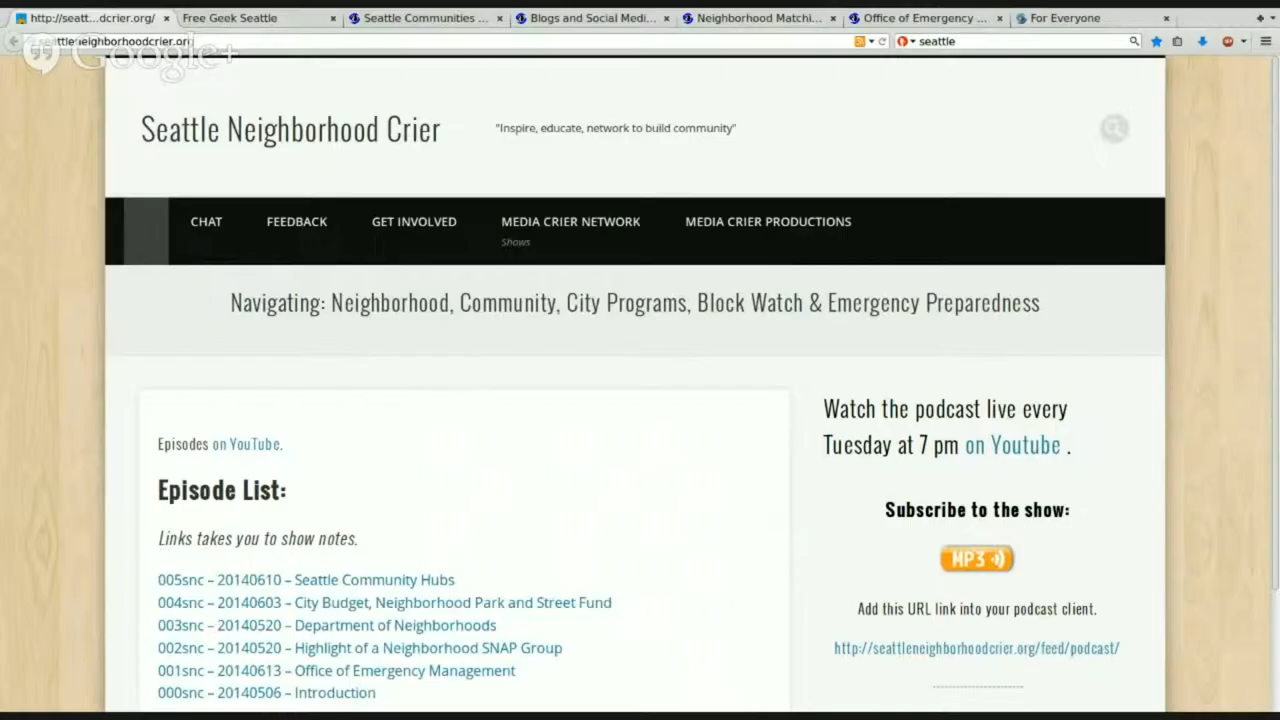 http://seatt...dcrier.org/
Free Geek Seattle
Seattle Communities ...
Blogs and Social Medi...
Neighborhood Matchi...
Office of Emergency ...
For Everyone
seattleneighborhoodcrier.org
seattle
Google+
Seattle Neighborhood Crier
"Inspire, educate, network to build community"
CHAT
FEEDBACK
GET INVOLVED
MEDIA CRIER NETWORK
MEDIA CRIER PRODUCTIONS
Shows
Navigating: Neighborhood, Community, City Programs, Block Watch & Emergency Preparedness
Episodes on YouTube.
Episode List:
Links takes you to show notes.
005snc – 20140610 – Seattle Community Hubs
004snc – 20140603 – City Budget, Neighborhood Park and Street Fund
003snc – 20140520 – Department of Neighborhoods
002snc – 20140520 – Highlight of a Neighborhood SNAP Group
001snc – 20140613 – Office of Emergency Management
000snc – 20140506 – Introduction
Watch the podcast live every
Tuesday at 7 pm on Youtube .
Subscribe to the show:
MP3
Add this URL link into your podcast client.
http://seattleneighborhoodcrier.org/feed/podcast/
----------------------